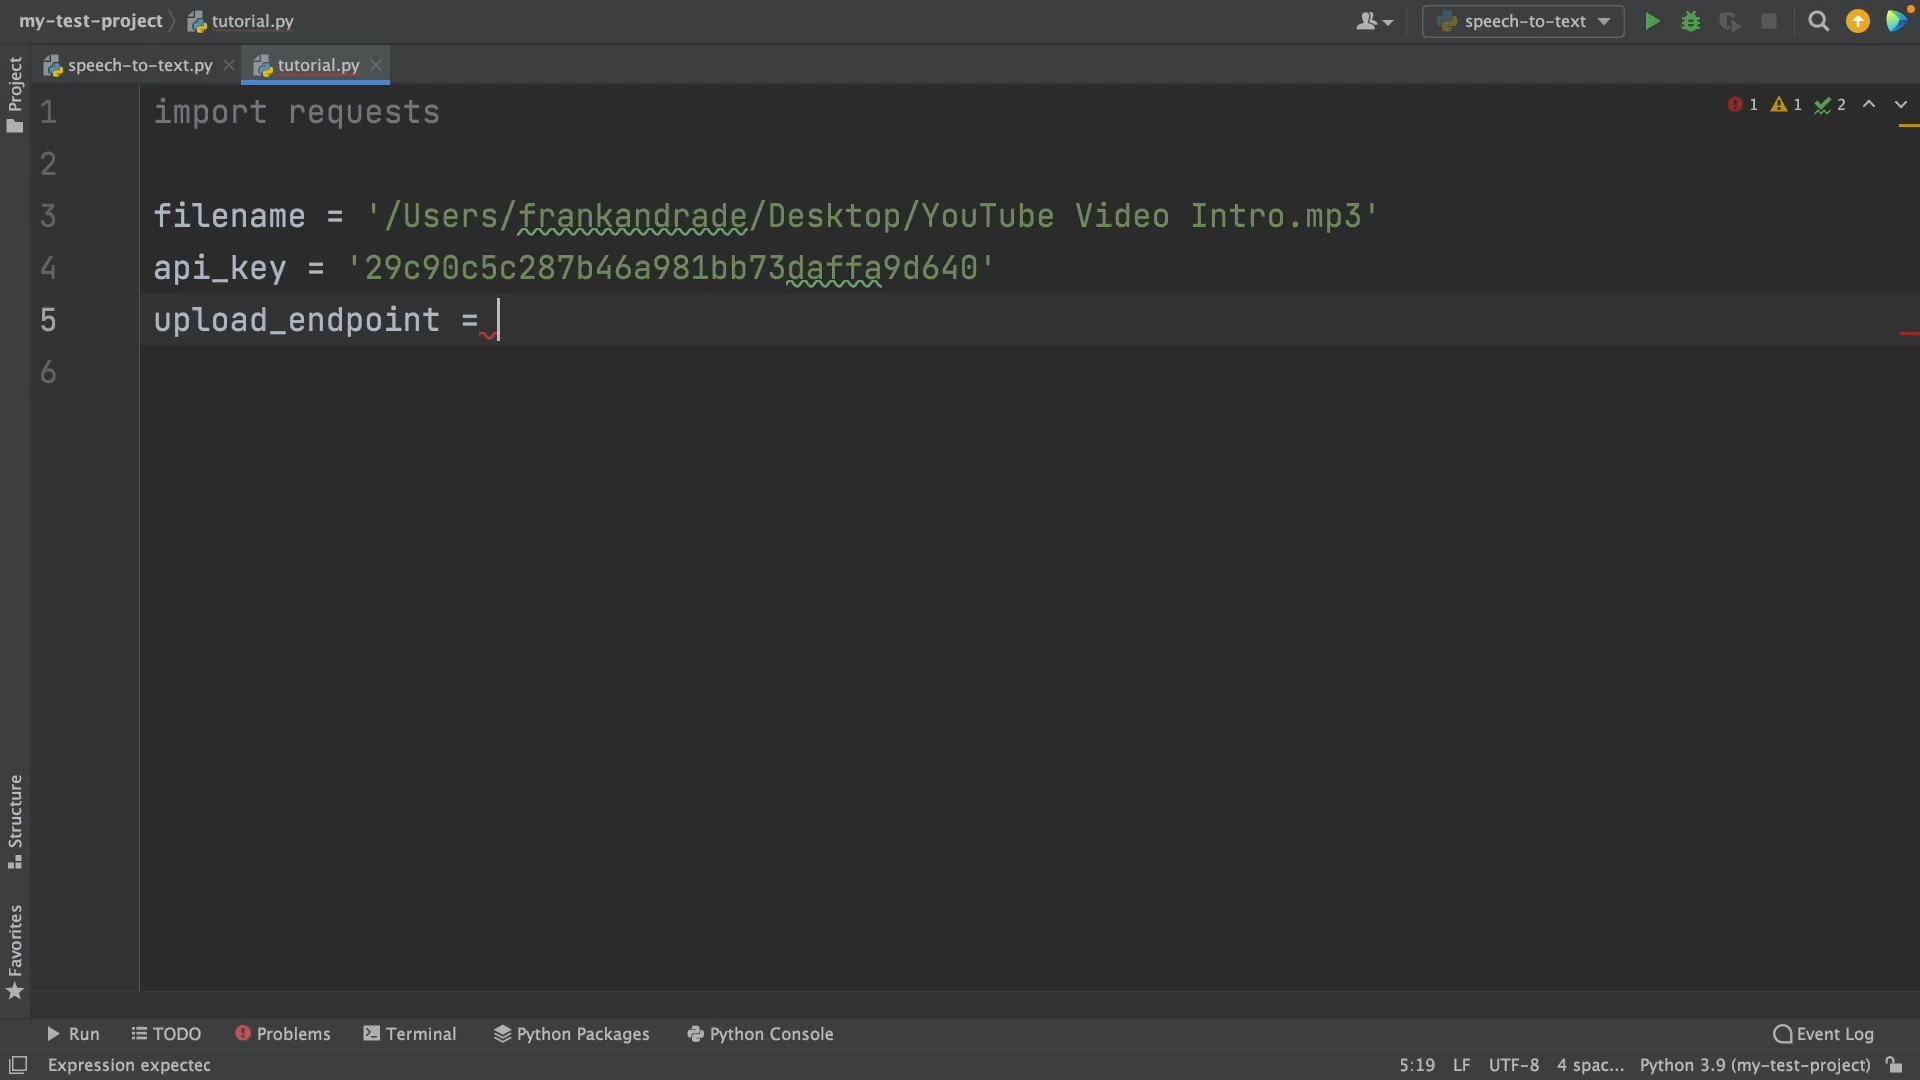 my-test-project
tutorial.py
speech-to-text
speech-to-text.py
tutorial.py
Project
1 import requests
1 1 2
2
3 filename = '/Users/frankandrade/Desktop/YouTube Video Intro.mp3'
4 api_key = '29c90c5c287b46a981bb73daffa9d640'
5 upload_endpoint =
6
Structure
Favorites
Run
TODO
Problems
Terminal
Python Packages
Python Console
Event Log
Expression expectec
5:19
LF
UTF-8
4 spac...
Python 3.9 (my-test-project)